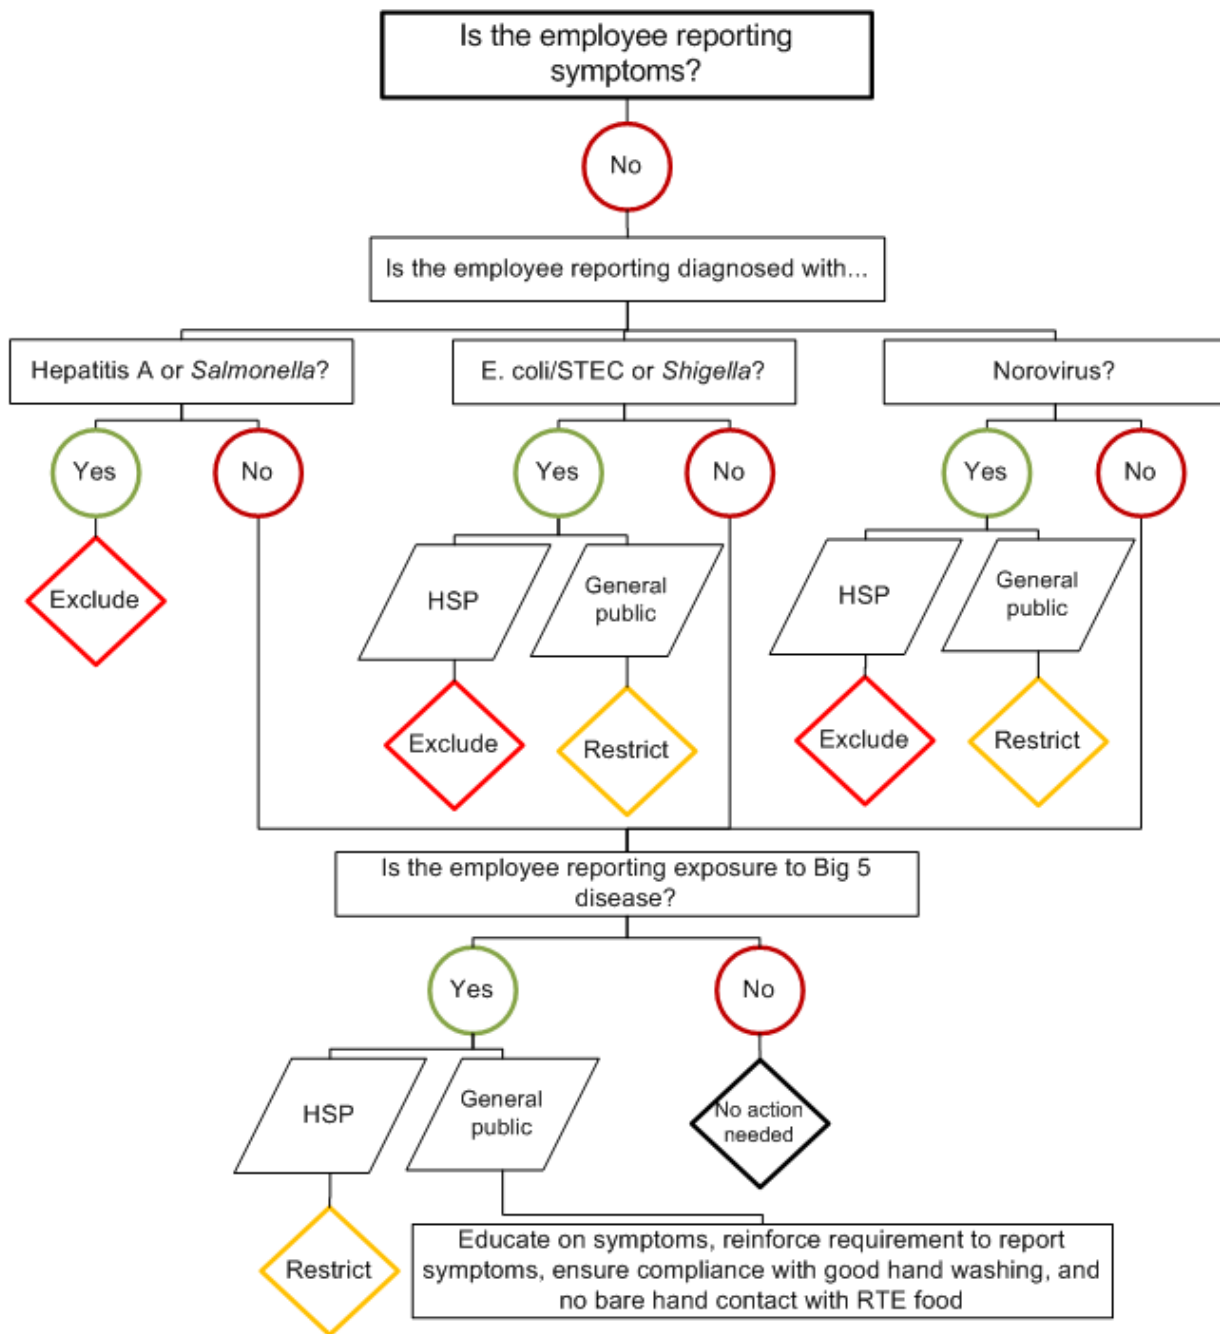 Is the employee reporting
symptoms?
No
Is the employee reporting diagnosed with...
Hepatitis A or Salmonella?
E. coli/STEC or Shigella?
Norovirus?
Yes
No
Yes
No
Yes
No
Exclude
HSP
General
public
HSP
General
public
Exclude
Restrict
Exclude
Restrict
Is the employee reporting exposure to Big 5
disease?
Yes
No
HSP
General
public
No action
needed
Restrict
Educate on symptoms, reinforce requirement to report
symptoms, ensure compliance with good hand washing, and
no bare hand contact with RTE food